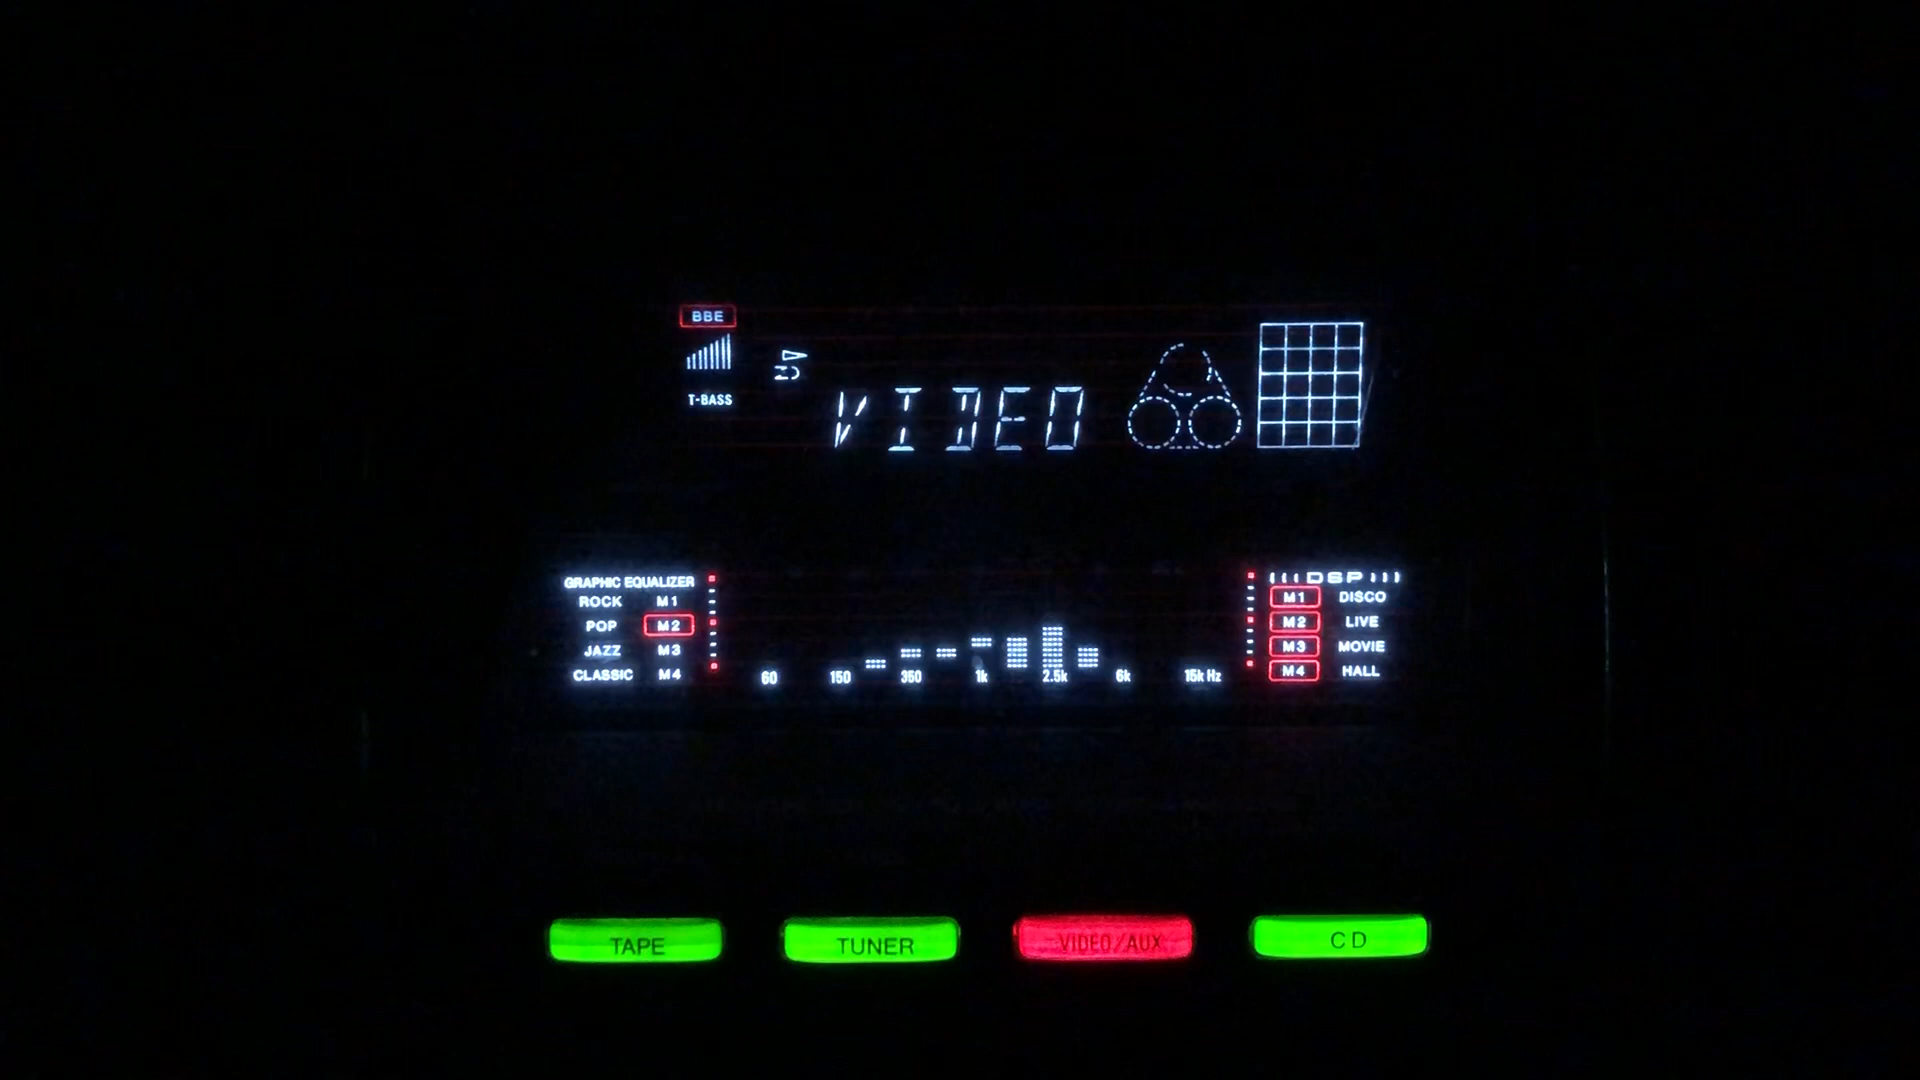 BBE
T-BASS
VIDEO
GRAPHIC EQUALIZER
ROCK M1
POP M2
JAZZ M3
CLASSIC M4
60 150 360 1k 2.5k 6k 15k Hz
DSP
M1 DISCO
M2 LIVE
M3 MOVIE
M4 HALL
TAPE TUNER VIDEO/AUX CD